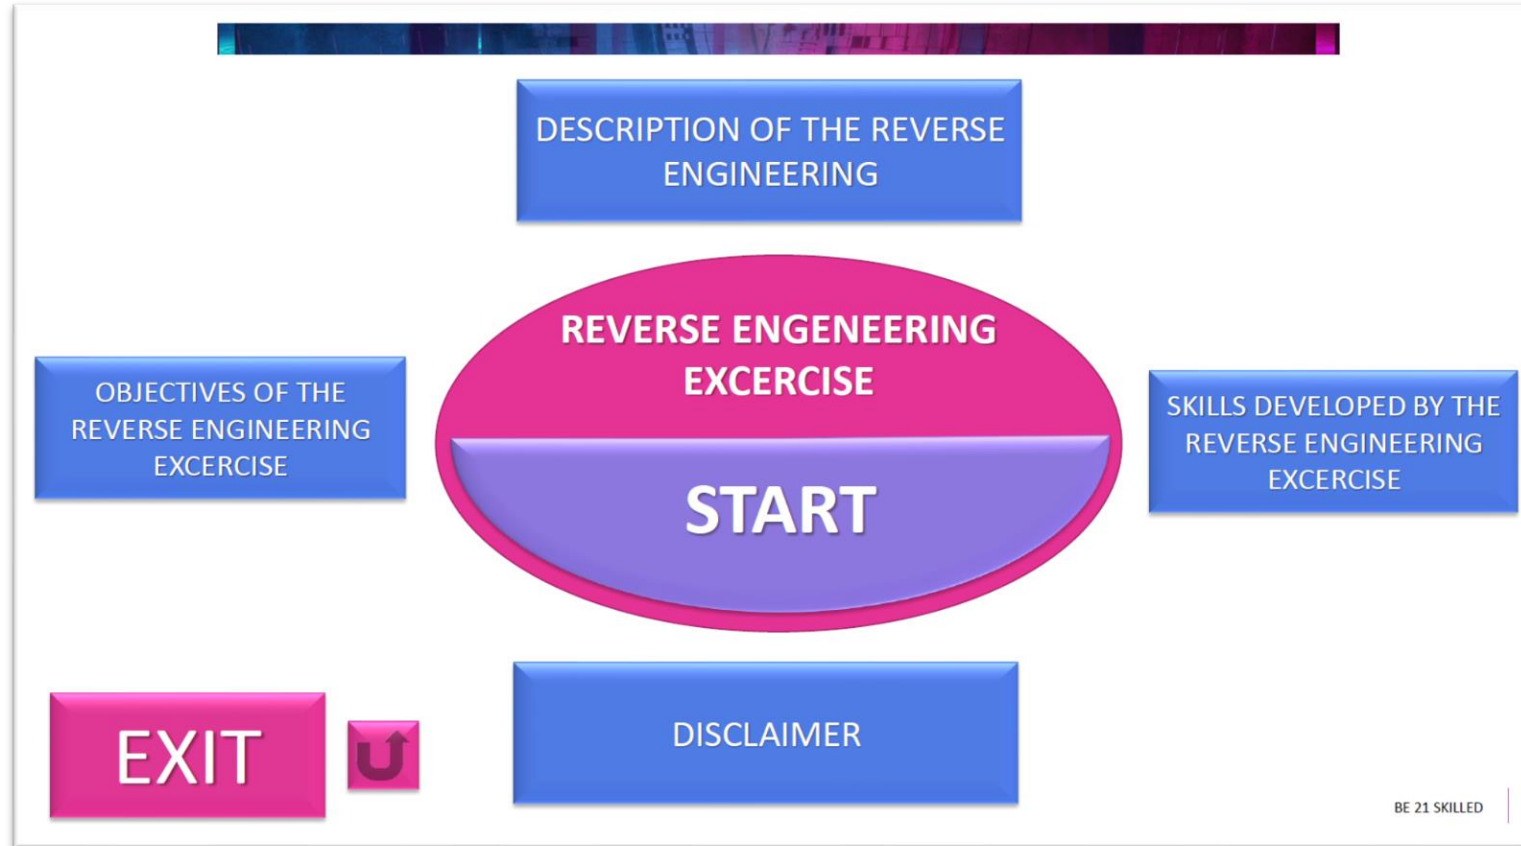 DESCRIPTION OF THE REVERSE
ENGINEERING
REVERSE ENGENEERING
EXCERCISE
START
OBJECTIVES OF THE
REVERSE ENGINEERING
EXCERCISE
SKILLS DEVELOPED BY THE
REVERSE ENGINEERING
EXCERCISE
DISCLAIMER
EXIT
BE 21 SKILLED